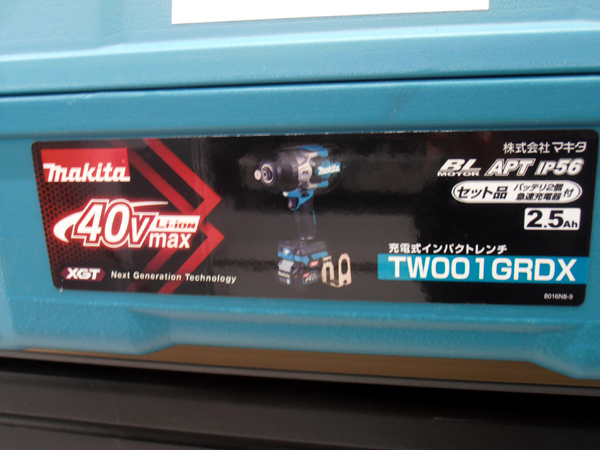 makita
40Vmax
Li-ion
XGT Next Generation Technology
株式会社マキタ
BL MOTOR APT IP56
セット品 バッテリ2個 急速充電器 付
2.5Ah
充電式インパクトレンチ
TW001GRDX
8016N8-9